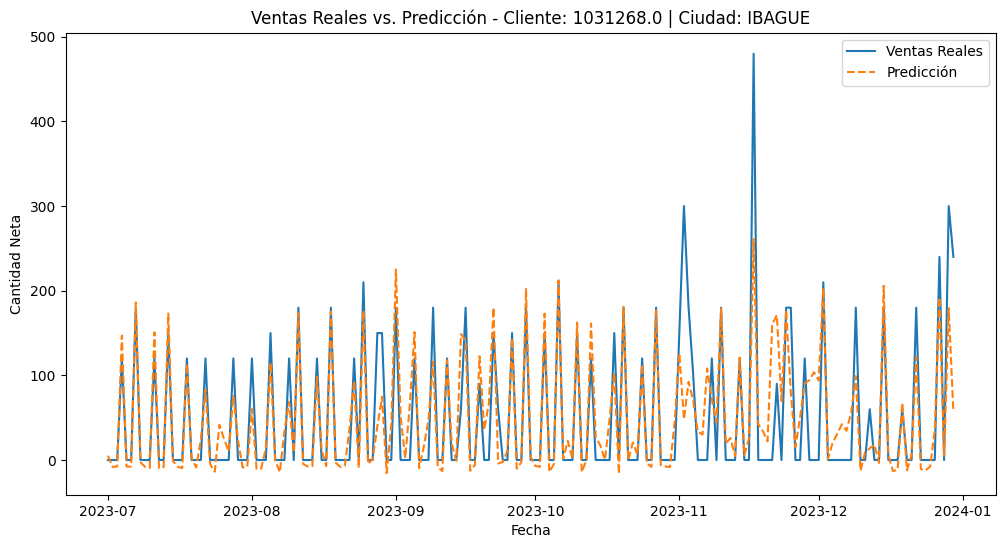 Ventas Reales vs. Predicción - Cliente: 1031268.0 | Ciudad: IBAGUE
Ventas Reales
Predicción
Cantidad Neta
500
400
300
200
100
0
2023-07
2023-08
2023-09
2023-10
2023-11
2023-12
2024-01
Fecha